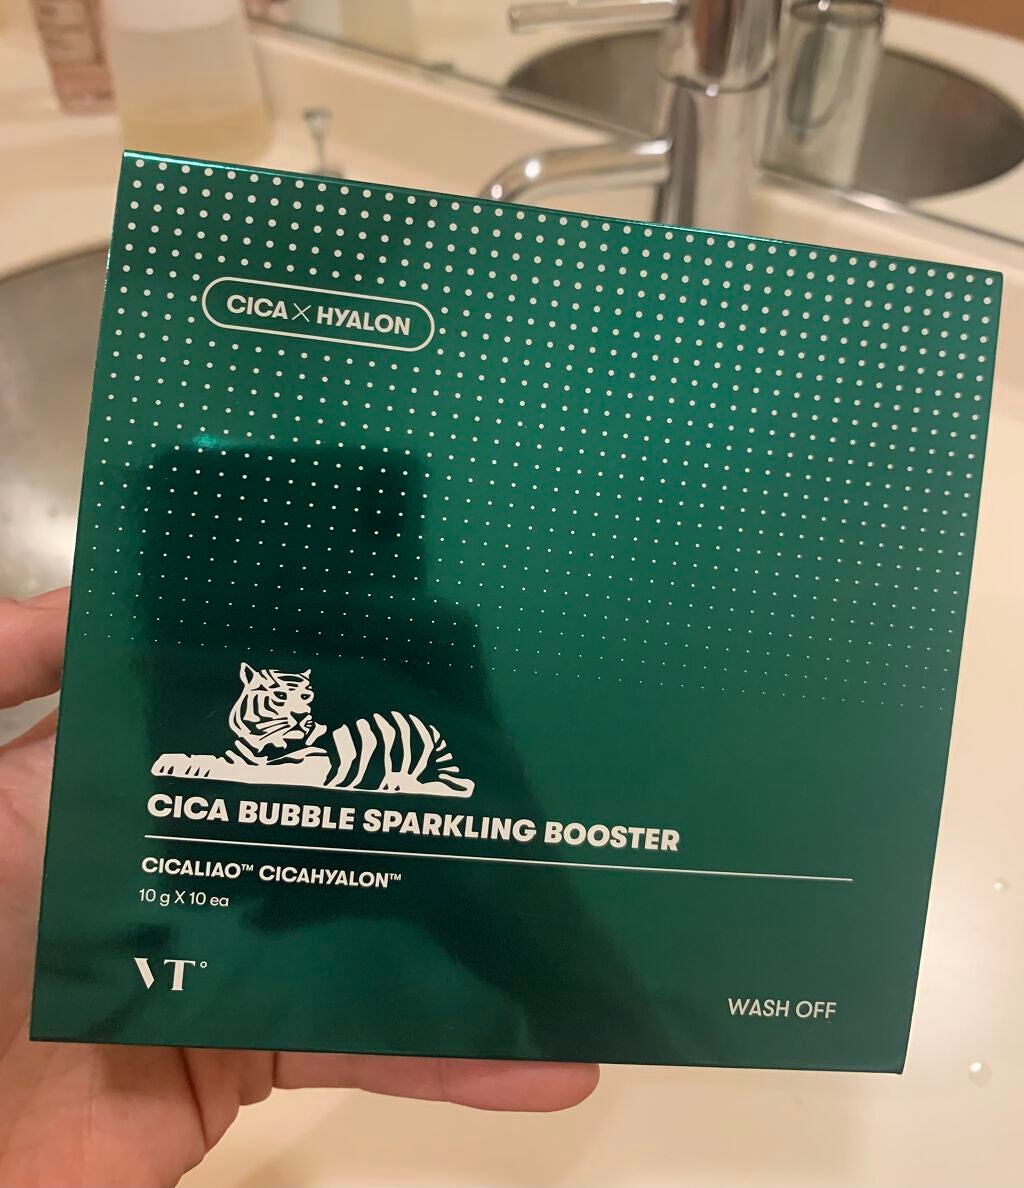 CICA X HYALON
CICA BUBBLE SPARKLING BOOSTER
CICALIAO™ CICAHYALON™
10 g X 10 ea
VT°
WASH OFF